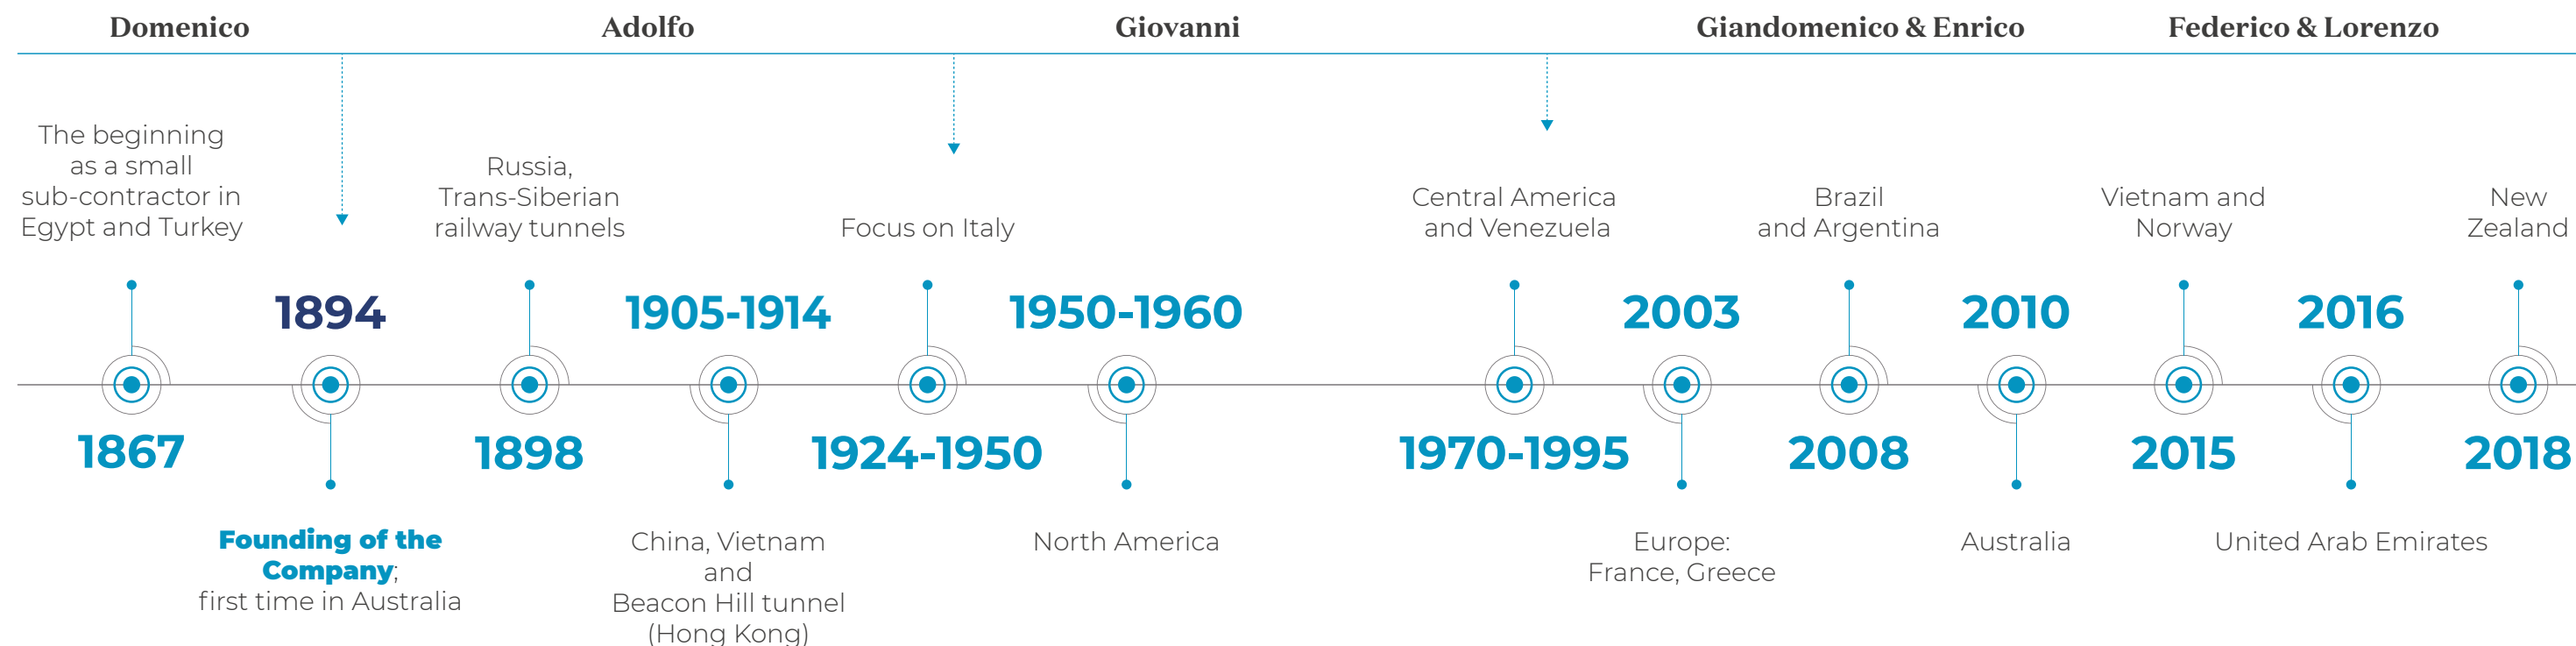 Domenico
Adolfo
Giovanni
Giandomenico & Enrico
Federico & Lorenzo
The beginning
as a small
sub-contractor in
Egypt and Turkey
1867
1894
Founding of the
Company;
first time in Australia
Russia,
Trans-Siberian
railway tunnels
1898
1905-1914
China, Vietnam
and
Beacon Hill tunnel
(Hong Kong)
Focus on Italy
1924-1950
1950-1960
North America
Central America
and Venezuela
1970-1995
2003
Europe:
France, Greece
Brazil
and Argentina
2008
2010
Australia
Vietnam and
Norway
2015
2016
United Arab Emirates
New
Zealand
2018